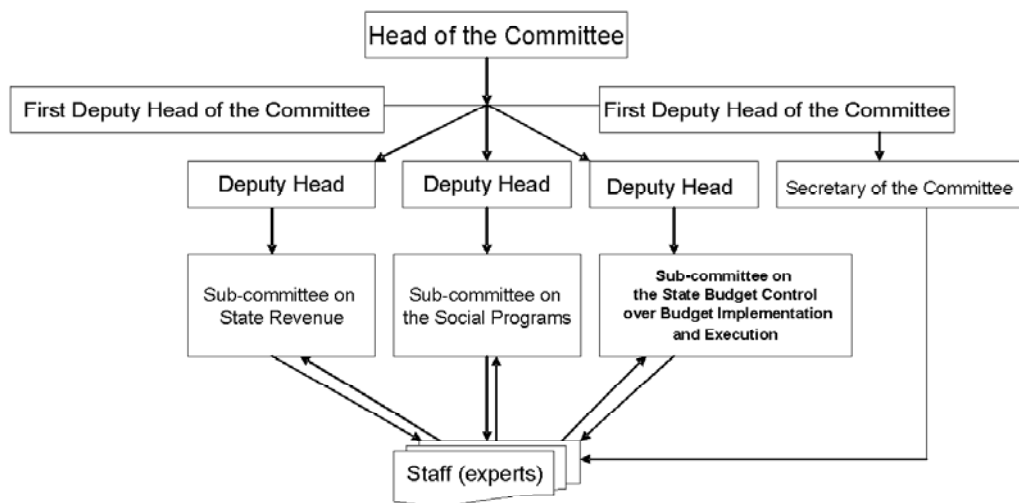 Head of the Committee
First Deputy Head of the Committee
First Deputy Head of the Committee
Deputy Head
Deputy Head
Deputy Head
Secretary of the Committee
Sub-committee on
State Revenue
Sub-committee on
the Social Programs
Sub-committee on
the State Budget Control
over Budget Implementation
and Execution
Staff (experts)